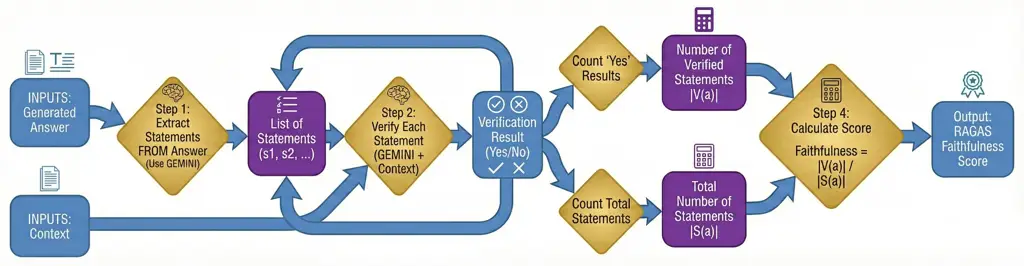 INPUTS:
Generated
Answer
INPUTS:
Context
Step 1:
Extract
Statements
FROM Answer
(Use GEMINI)
List of
Statements
(s1, s2, ...)
Step 2:
Verify Each
Statement
(GEMINI +
Context)
Verification
Result
(Yes/No)
Count ‘Yes’
Results
Number of
Verified
Statements
|V(a)|
Count Total
Statements
Total
Number of
Statements
|S(a)|
Step 4:
Calculate Score
Faithfulness =
|V(a)| /
|S(a)|
Output:
RAGAS
Faithfulness
Score